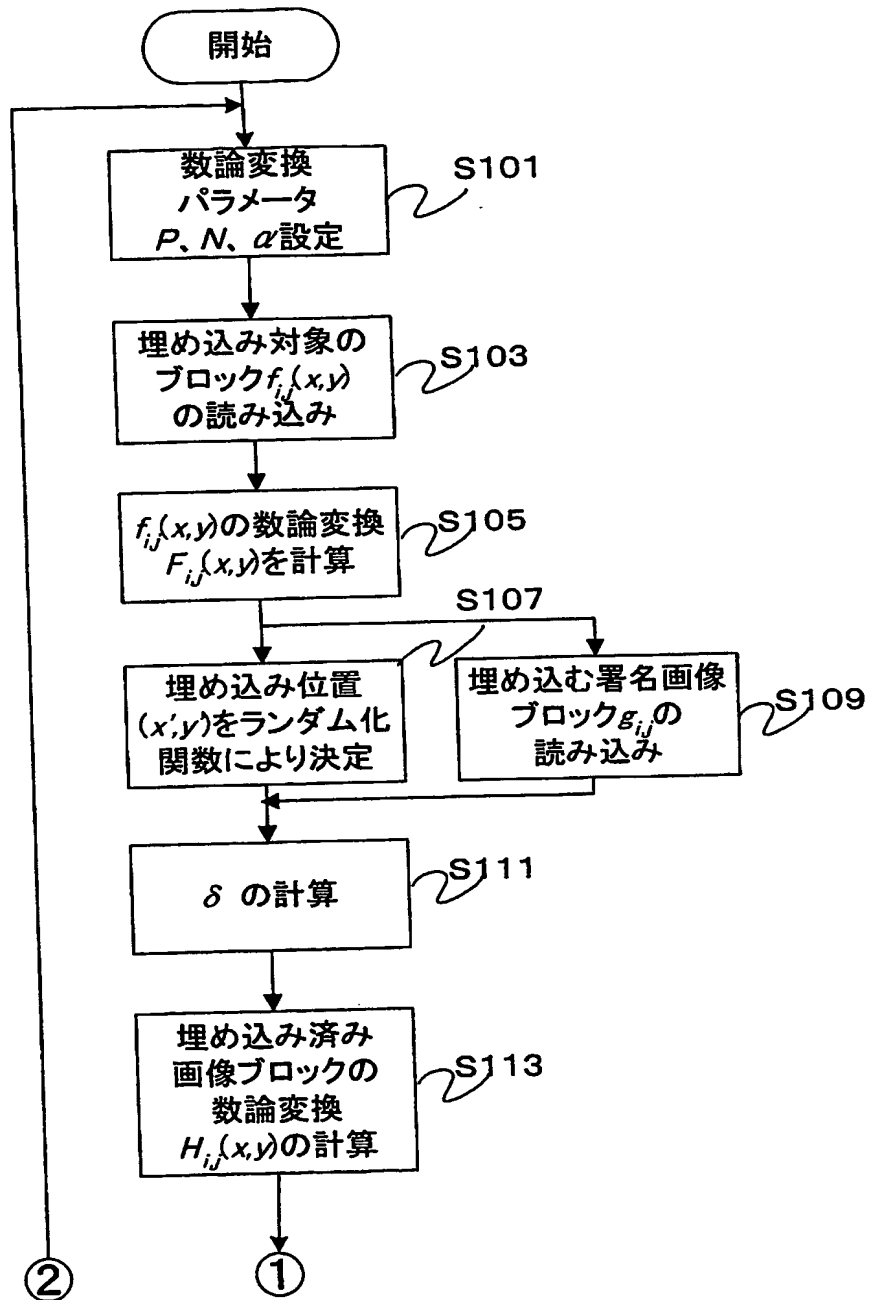 開始
数論変換
パラメータ
P、N、α設定
S101
埋め込み対象の
ブロックf_{i,j}(x,y)
の読み込み
S103
f_{i,j}(x,y)の数論変換
F_{i,j}(x,y)を計算
S105
S107
埋め込み位置
(x',y)をランダム化
関数により決定
埋め込む署名画像
ブロックg_{i,j}の
読み込み
S109
δ の計算
S111
埋め込み済み
画像ブロックの
数論変換
H_{i,j}(x,y)の計算
S113
②
①